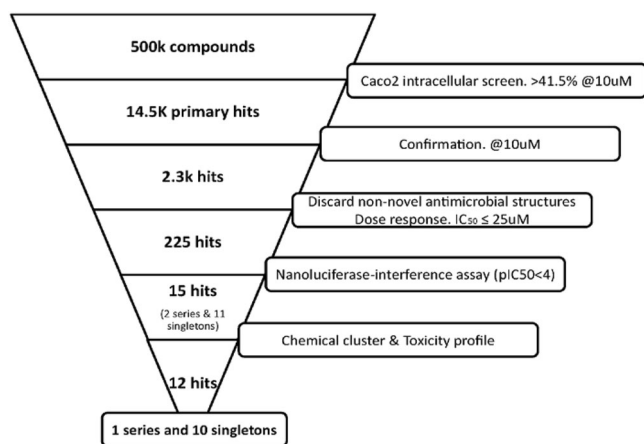 500k compounds
Caco2 intracellular screen. >41.5% @10uM
14.5K primary hits
Confirmation. @10uM
2.3k hits
Discard non-novel antimicrobial structures
Dose response. IC₅₀ ≤ 25uM
225 hits
Nanoluciferase-interference assay (pIC50<4)
15 hits
(2 series & 11
singletons)
Chemical cluster & Toxicity profile
12 hits
1 series and 10 singletons